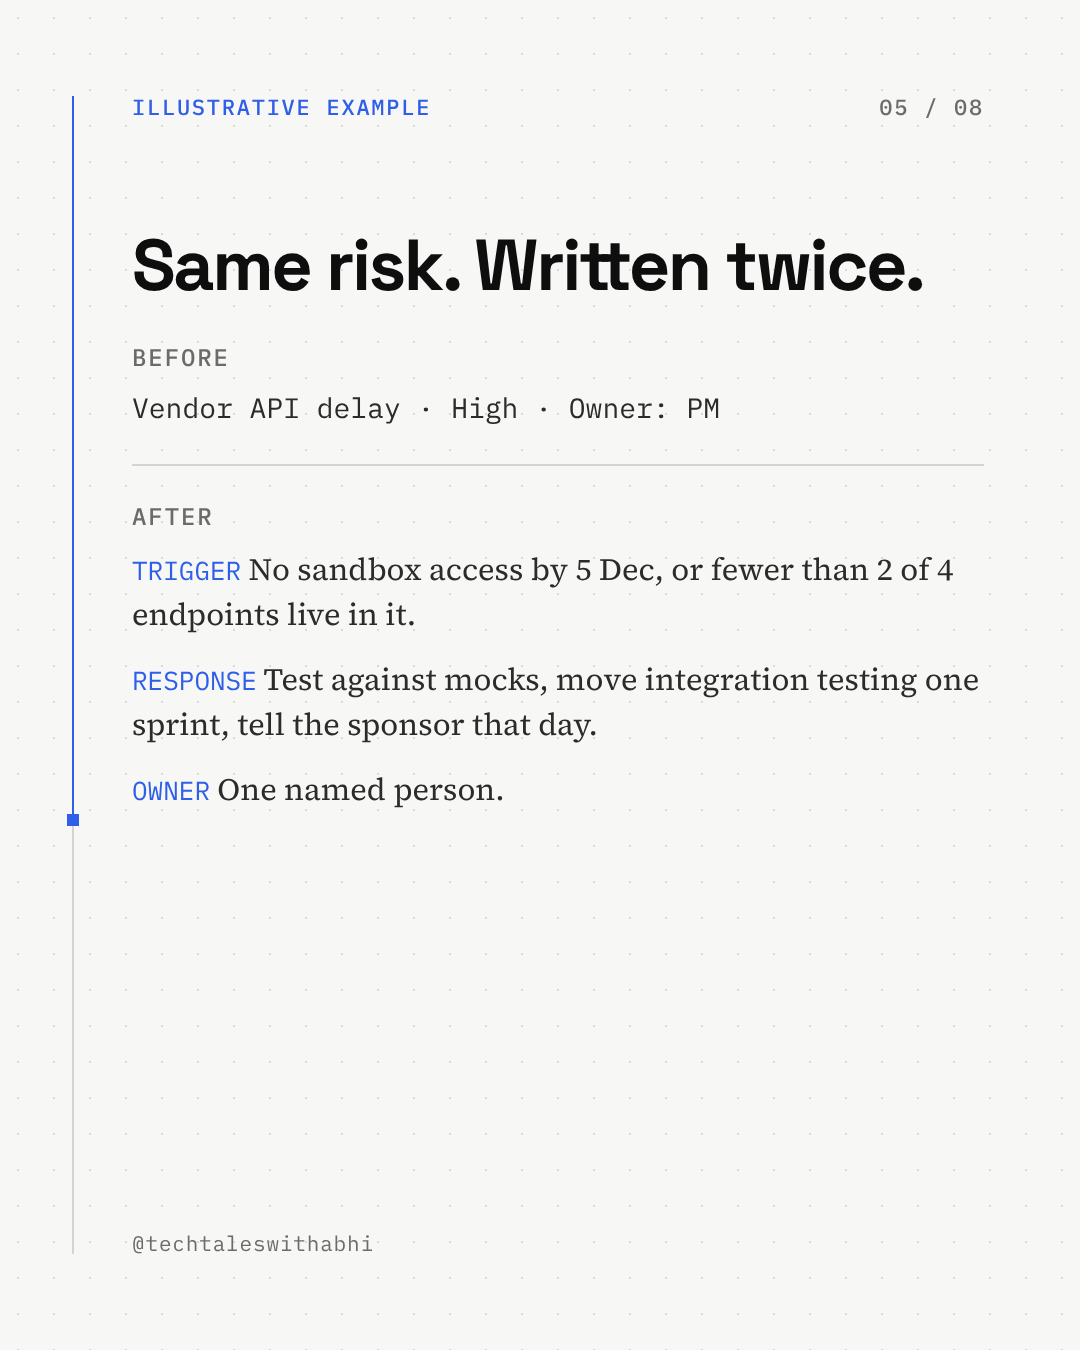 ILLUSTRATIVE EXAMPLE
05 / 08
Same risk. Written twice.
BEFORE
Vendor API delay · High · Owner: PM
AFTER
TRIGGER No sandbox access by 5 Dec, or fewer than 2 of 4
endpoints live in it.
RESPONSE Test against mocks, move integration testing one
sprint, tell the sponsor that day.
OWNER One named person.
@techtaleswithabhi